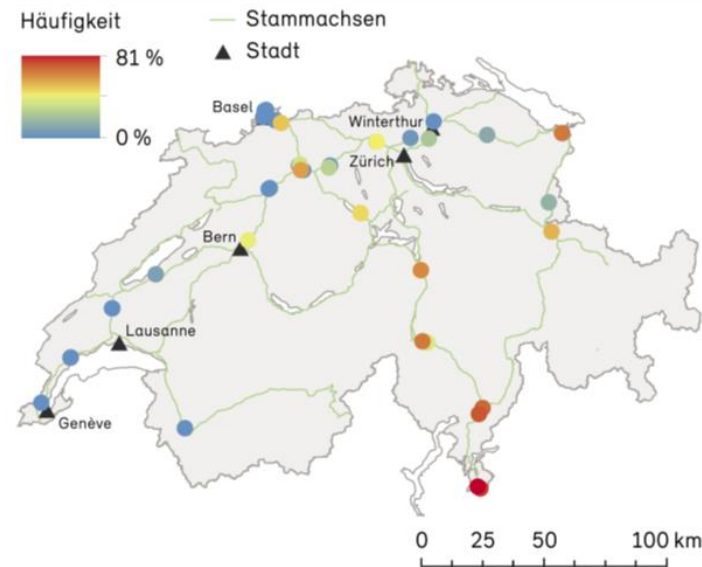 Häufigkeit
81 %
0 %
Stammachsen
Stadt
Basel
Winterthur
Zürich
Bern
Lausanne
Genève
0 25 50 100 km